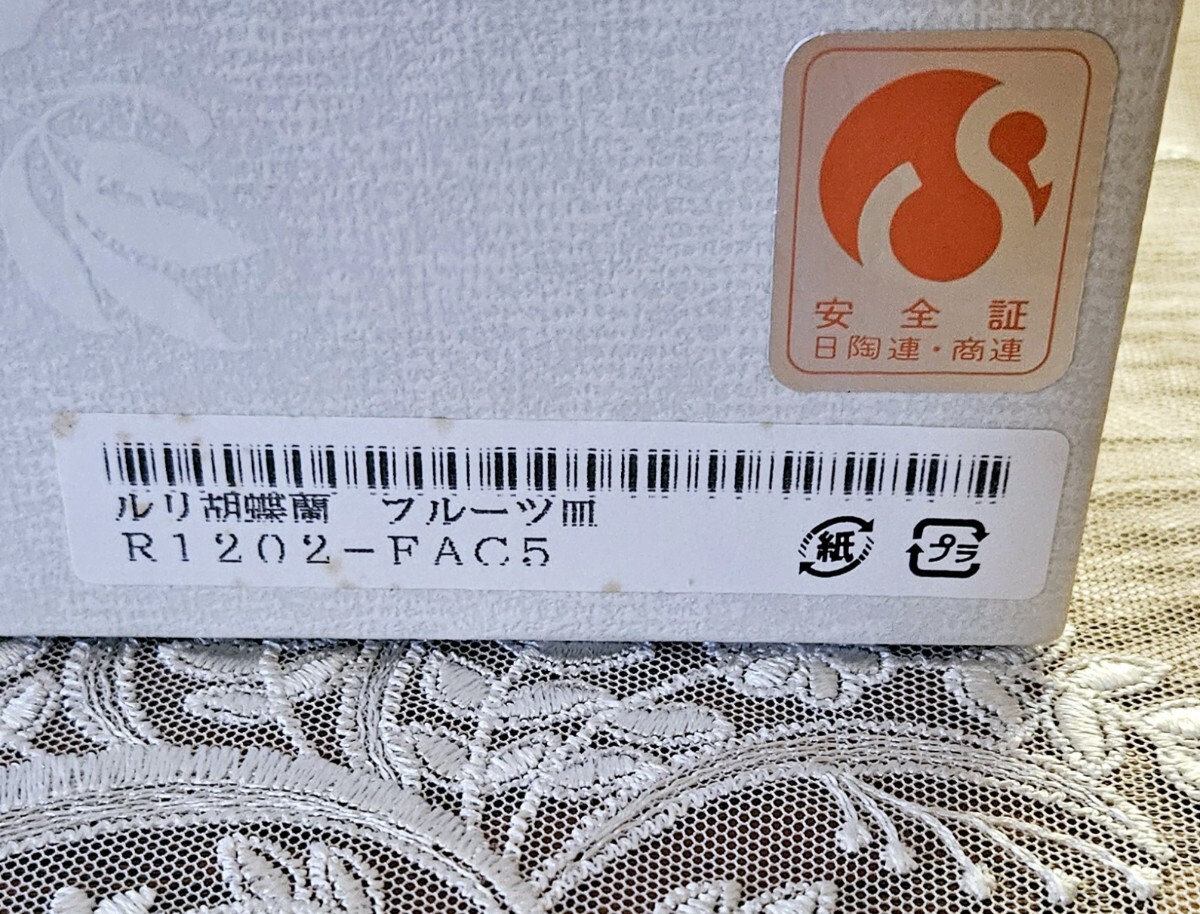 安全証
日陶連・商連
ルリ胡蝶蘭　フルーツ皿
R1202-FAC5
紙
プラ